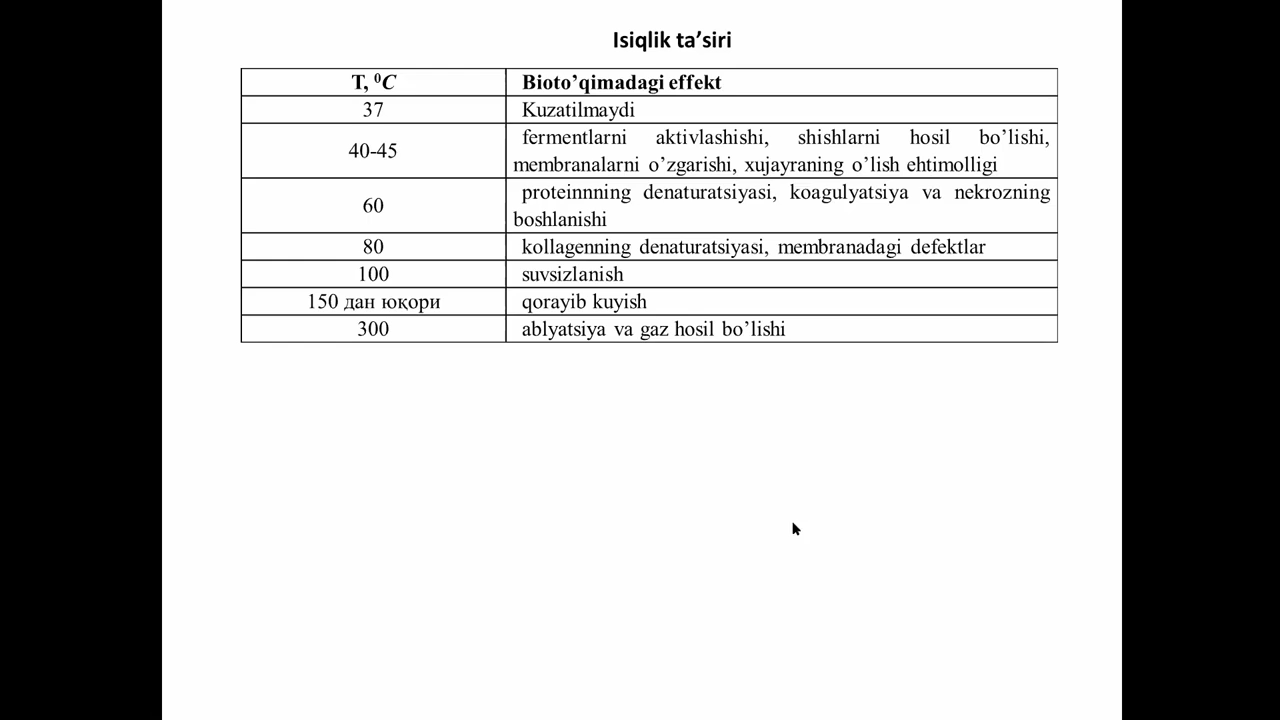 Isiqlik ta’siri
T, ⁰C Bioto’qimadagi effekt
37 Kuzatilmaydi
40-45 fermentlarni aktivlashishi, shishlarni hosil bo’lishi,
membranalarni o’zgarishi, xujayraning o’lish ehtimolligi
60 proteinnning denaturatsiyasi, koagulyatsiya va nekrozning
boshlanishi
80 kollagenning denaturatsiyasi, membranadagi defektlar
100 suvsizlanish
150 дан юқори qorayib kuyish
300 ablyatsiya va gaz hosil bo’lishi